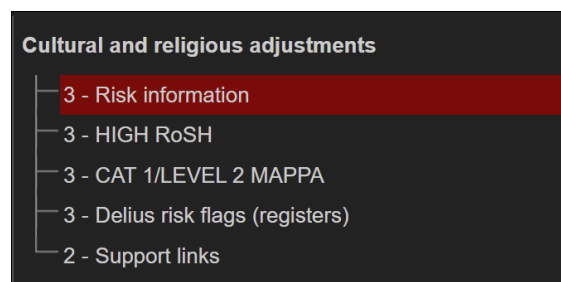 Cultural and religious adjustments
3 - Risk information
3 - HIGH RoSH
3 - CAT 1/LEVEL 2 MAPPA
3 - Delius risk flags (registers)
2 - Support links